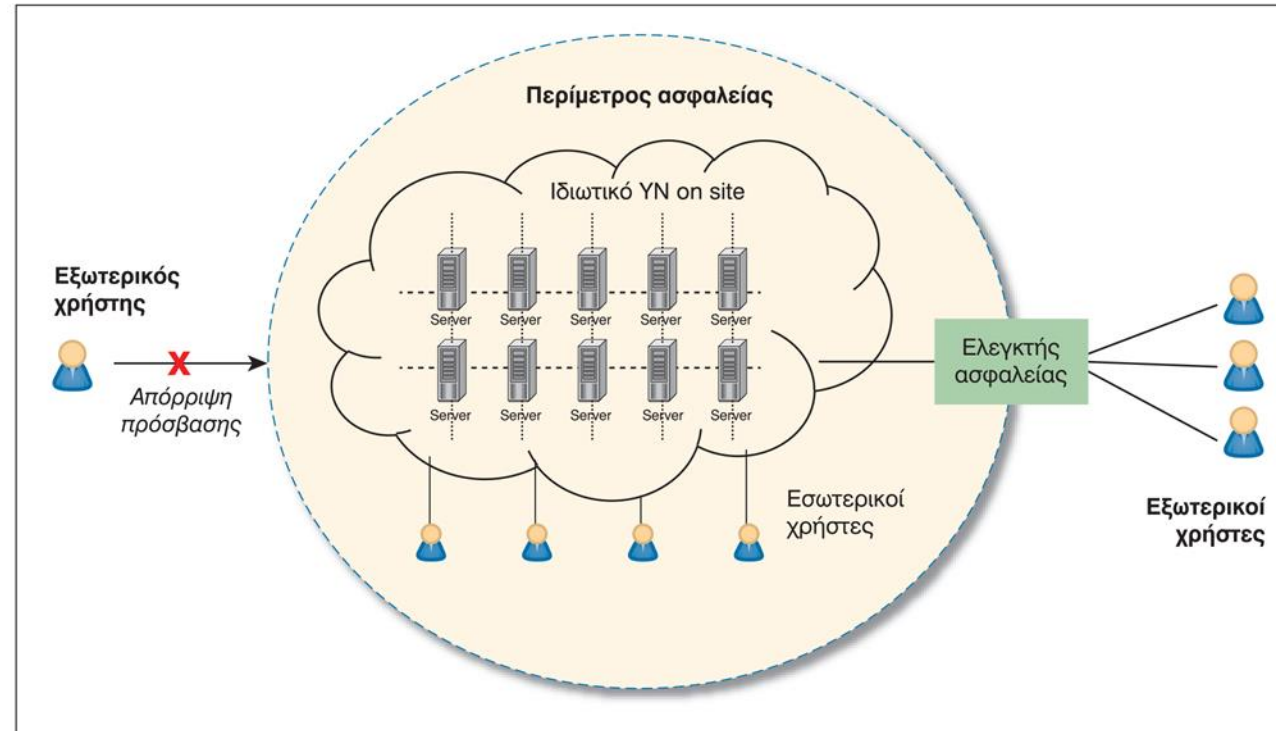 Περίμετρος ασφαλείας
Ιδιωτικό ΥΝ on site
Εξωτερικός
χρήστης
Απόρριψη
πρόσβασης
Server Server Server Server Server
Server Server Server Server Server
Ελεγκτής
ασφαλείας
Εσωτερικοί
χρήστες
Εξωτερικοί
χρήστες